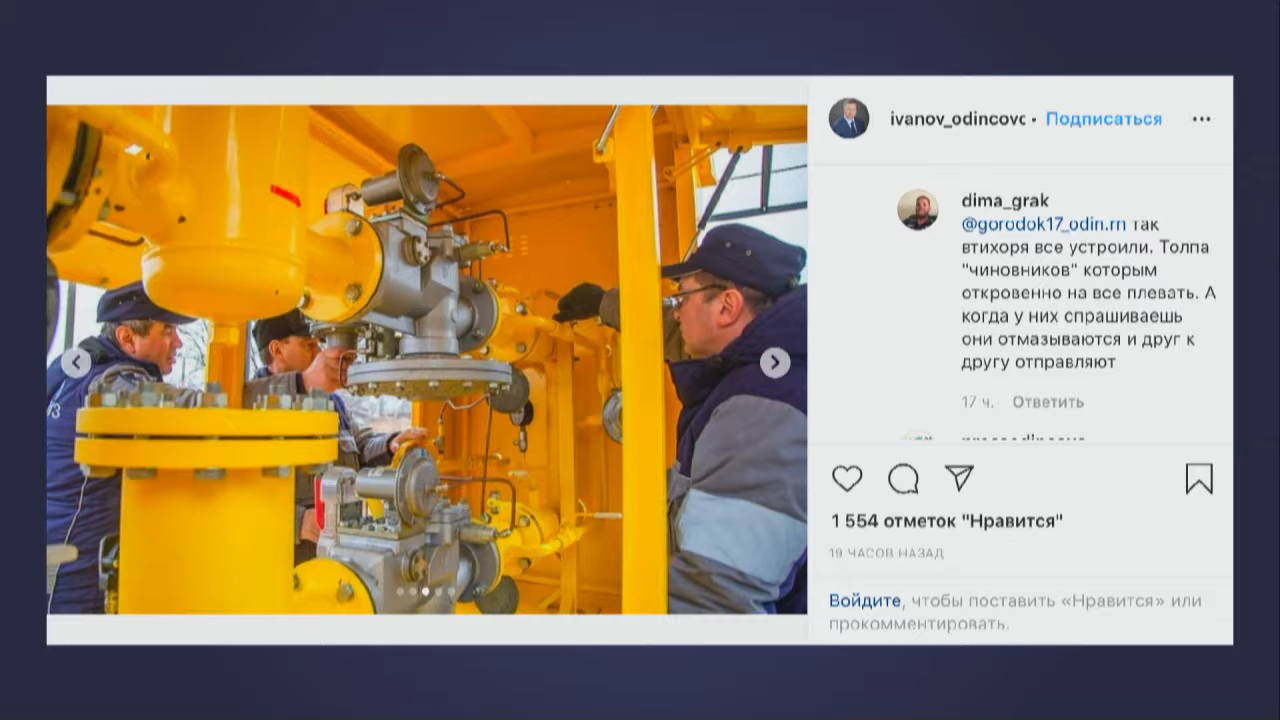 ivanov_odincovo • Подписаться
dima_grak
@gorodok17_odin.rn так
втихоря все устроили. Толпа
"чиновников" которым
откровенно на все плевать. А
когда у них спрашиваешь
они отмазываются и друг к
другу отправляют
17 ч. Ответить
1 554 отметок "Нравится"
19 ЧАСОВ НАЗАД
Войдите, чтобы поставить «Нравится» или
прокомментировать.